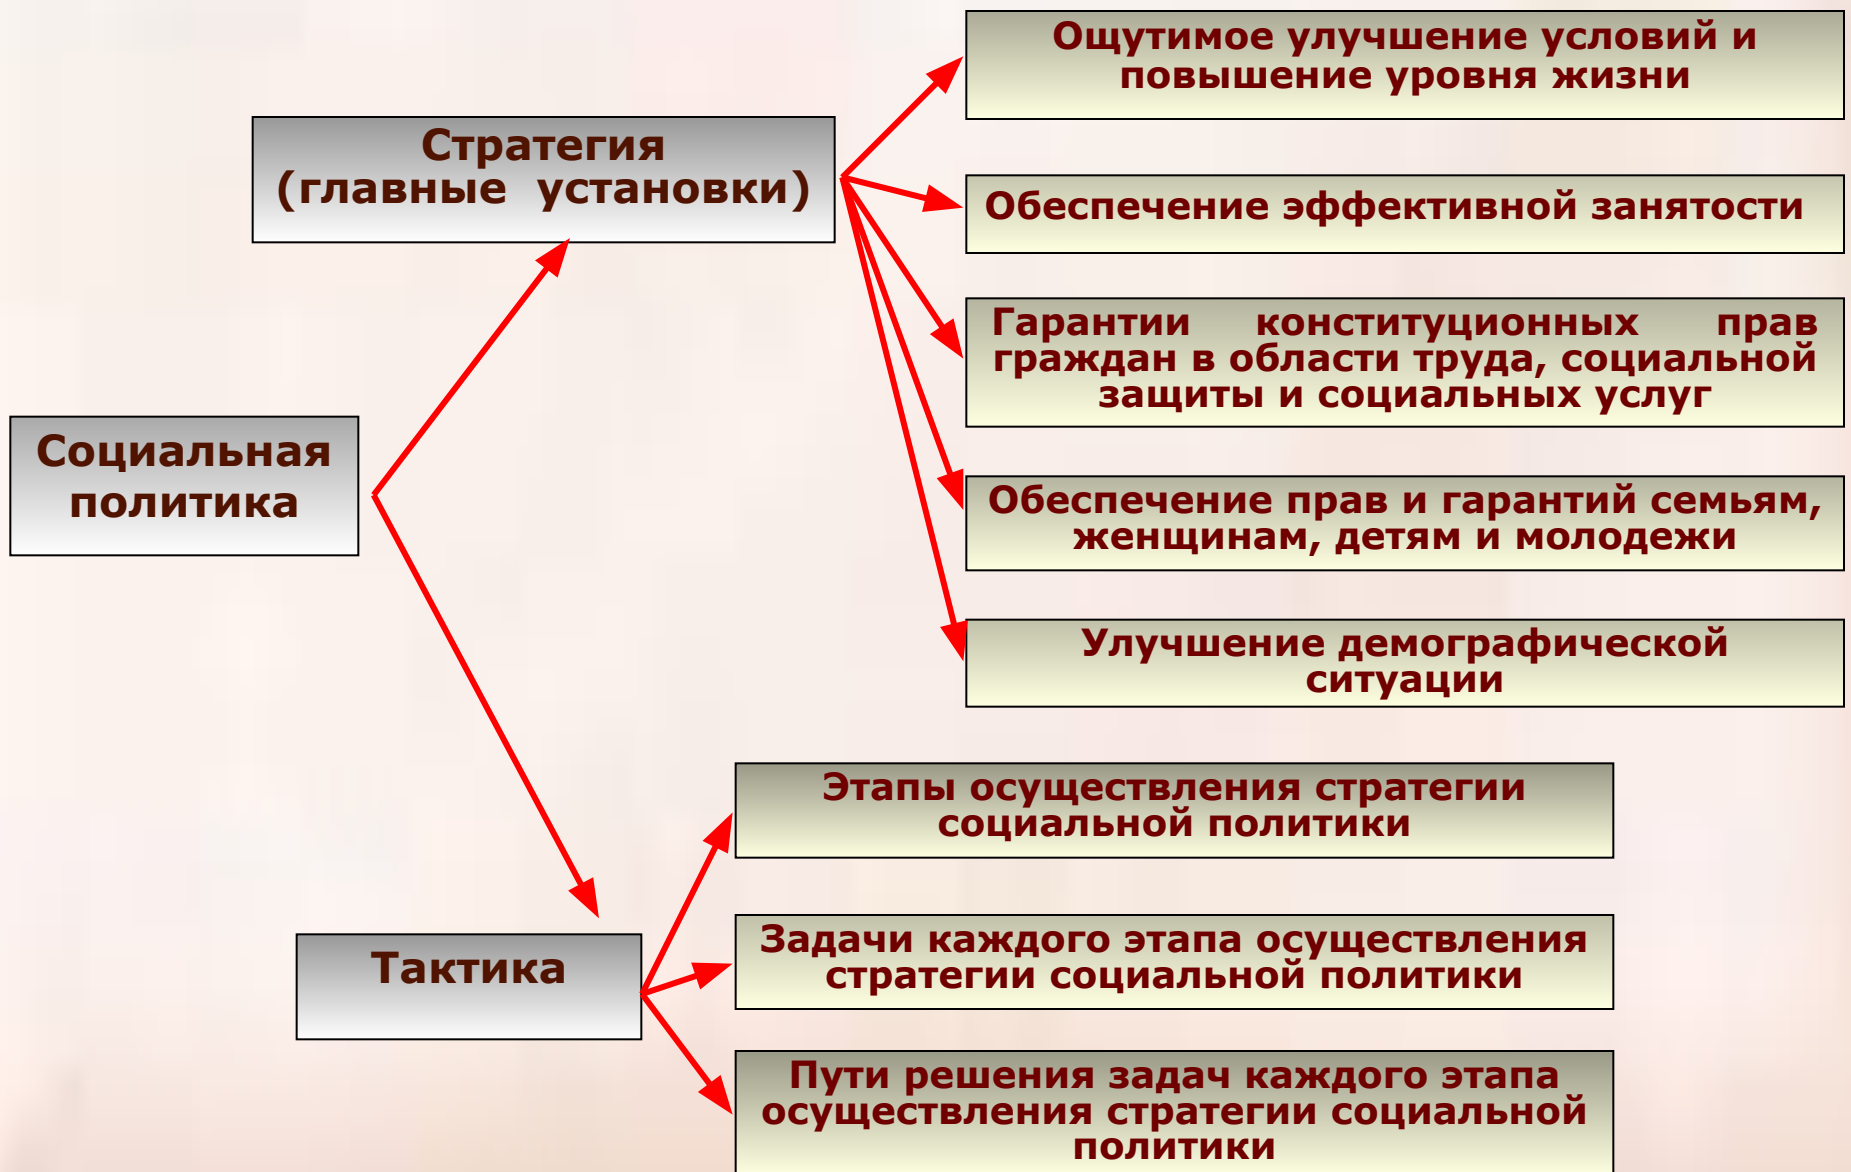 Ощутимое улучшение условий и
повышение уровня жизни
Стратегия
(главные установки)
Обеспечение эффективной занятости
Гарантии конституционных прав
граждан в области труда, социальной
защиты и социальных услуг
Социальная
политика
Обеспечение прав и гарантий семьям,
женщинам, детям и молодежи
Улучшение демографической
ситуации
Этапы осуществления стратегии
социальной политики
Тактика
Задачи каждого этапа осуществления
стратегии социальной политики
Пути решения задач каждого этапа
осуществления стратегии социальной
политики